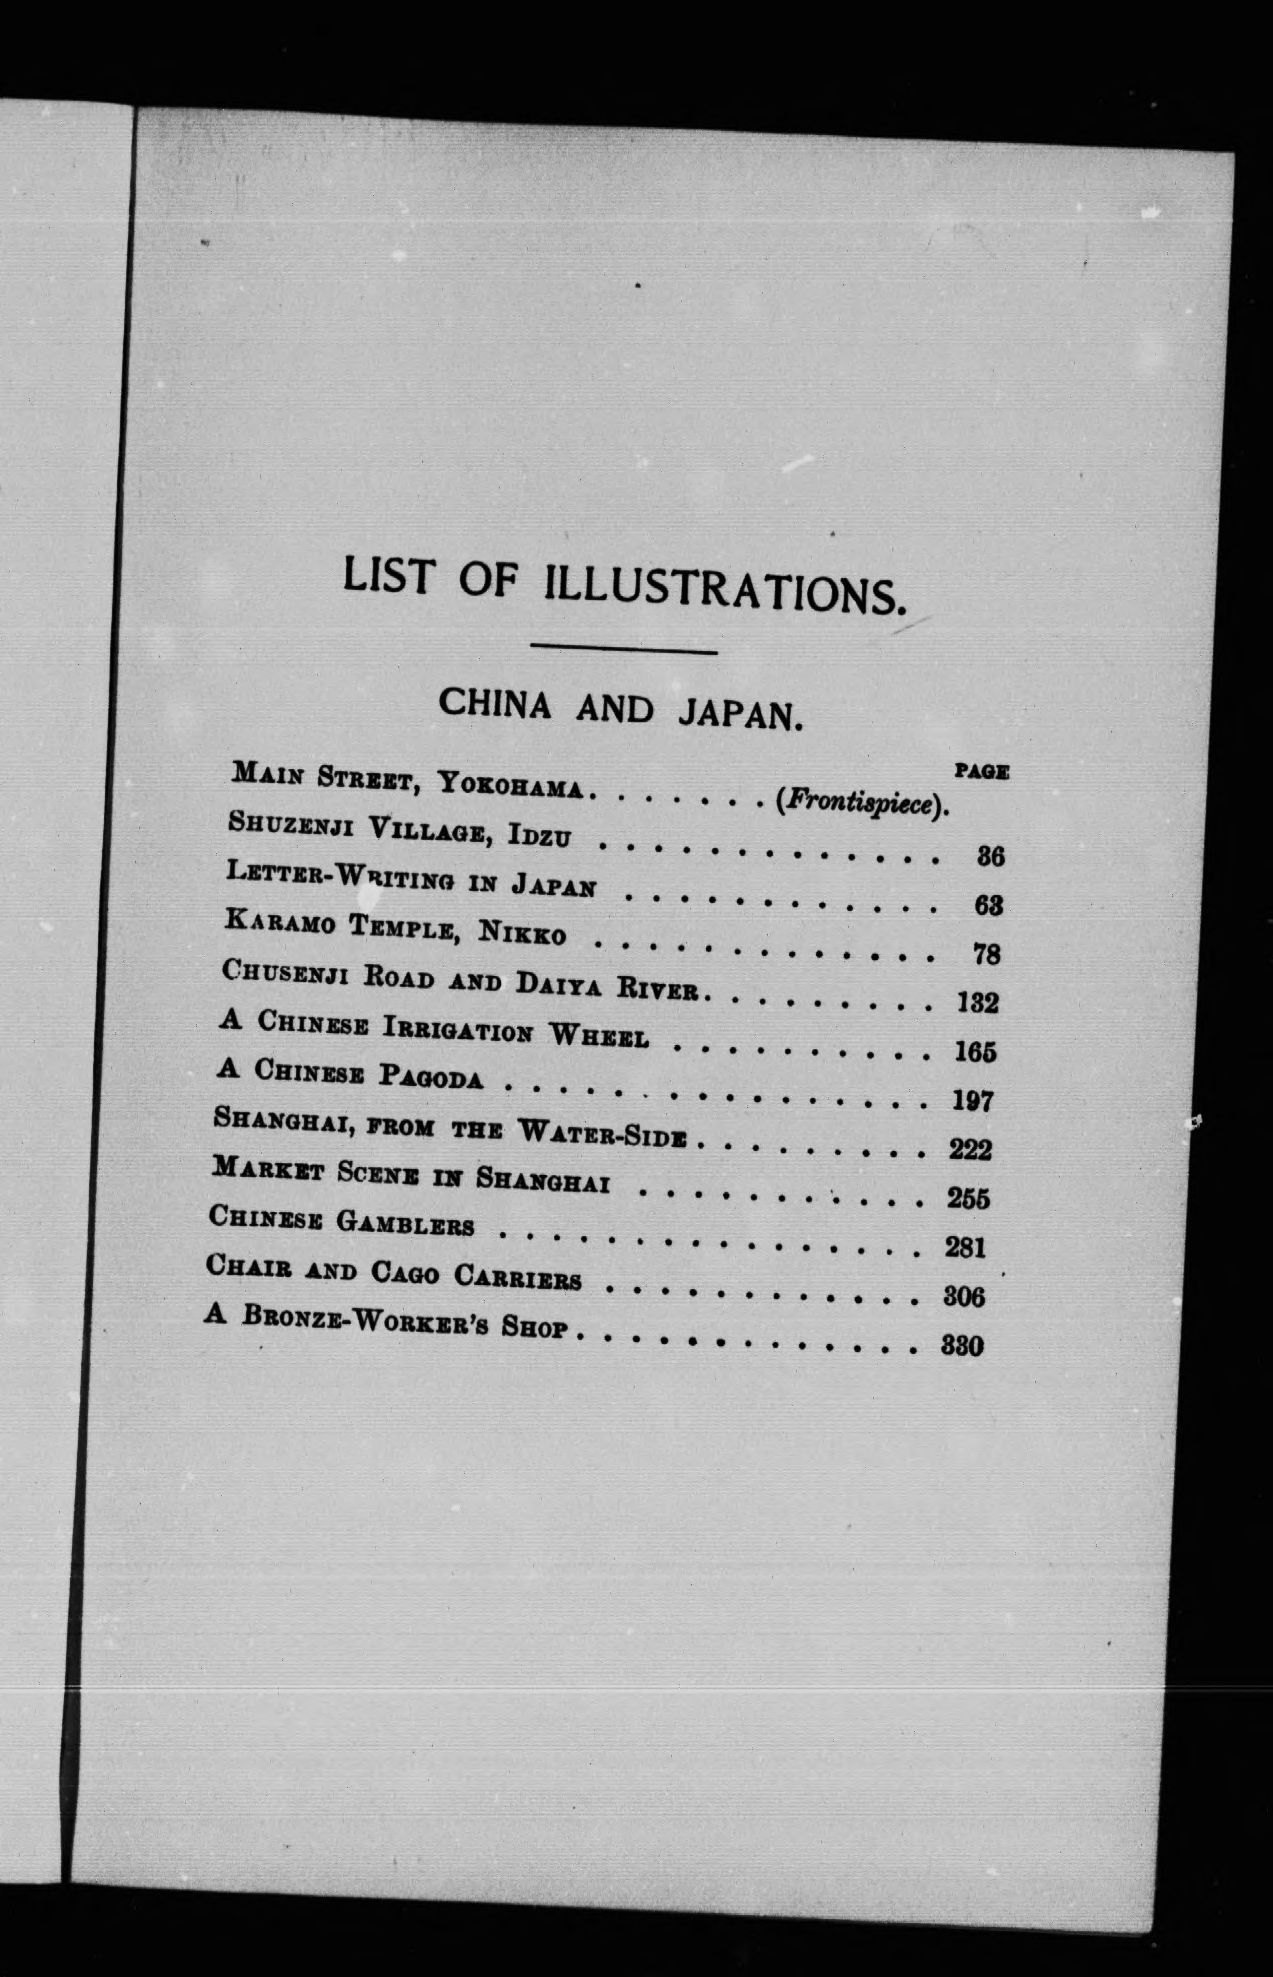 LIST OF ILLUSTRATIONS.
CHINA AND JAPAN.
PAGE
MAIN STREET, YOKOHAMA . . . . . . . (Frontispiece).
SHUZENJI VILLAGE, IDZU . . . . . . . . . . . . . 36
LETTER-WRITING IN JAPAN . . . . . . . . . . . . 63
KARAMO TEMPLE, NIKKO . . . . . . . . . . . . . 78
CHUSENJI ROAD AND DAIYA RIVER . . . . . . . . . 132
A CHINESE IRRIGATION WHEEL . . . . . . . . . . 165
A CHINESE PAGODA . . . . . . . . . . . . . . . . 197
SHANGHAI, FROM THE WATER-SIDE . . . . . . . . . 222
MARKET SCENE IN SHANGHAI . . . . . . . . . . . 255
CHINESE GAMBLERS . . . . . . . . . . . . . . . . 281
CHAIR AND CAGO CARRIERS . . . . . . . . . . . . 306
A BRONZE-WORKER'S SHOP . . . . . . . . . . . . . 330